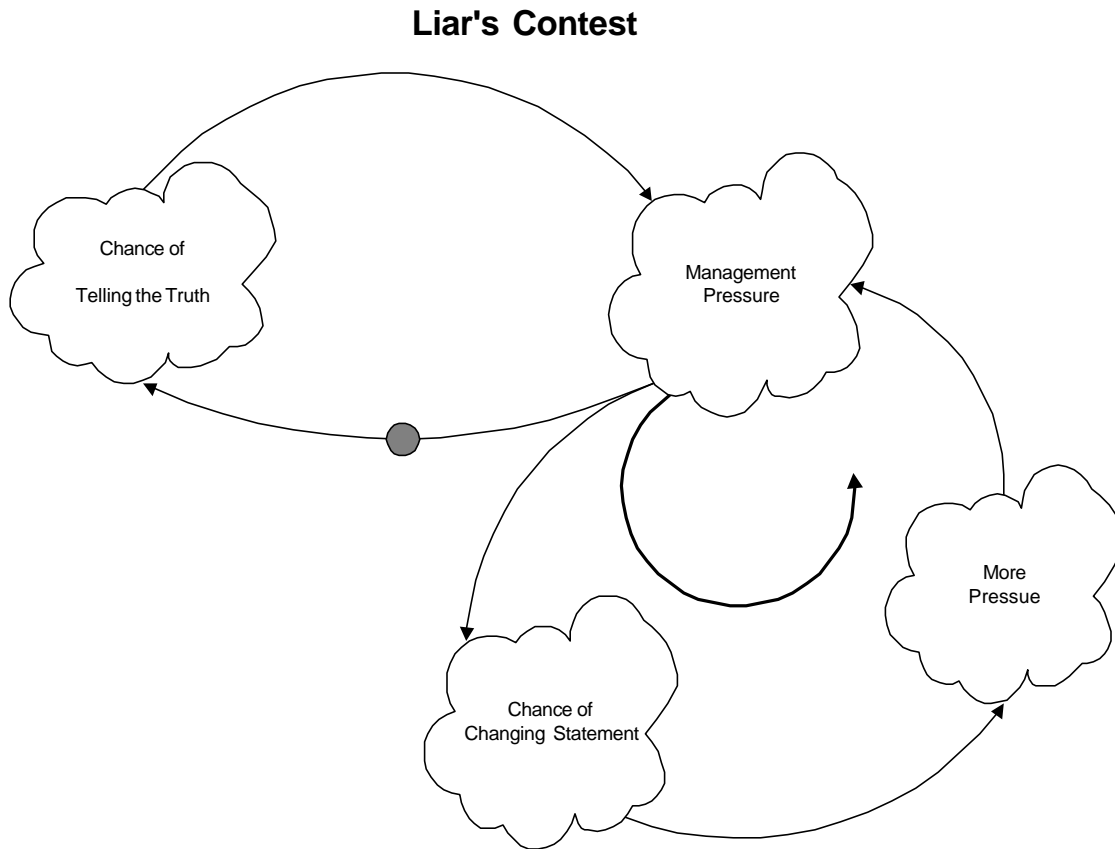 Liar's Contest
Chance of
Telling the Truth
Management
Pressure
More
Pressue
Chance of
Changing Statement